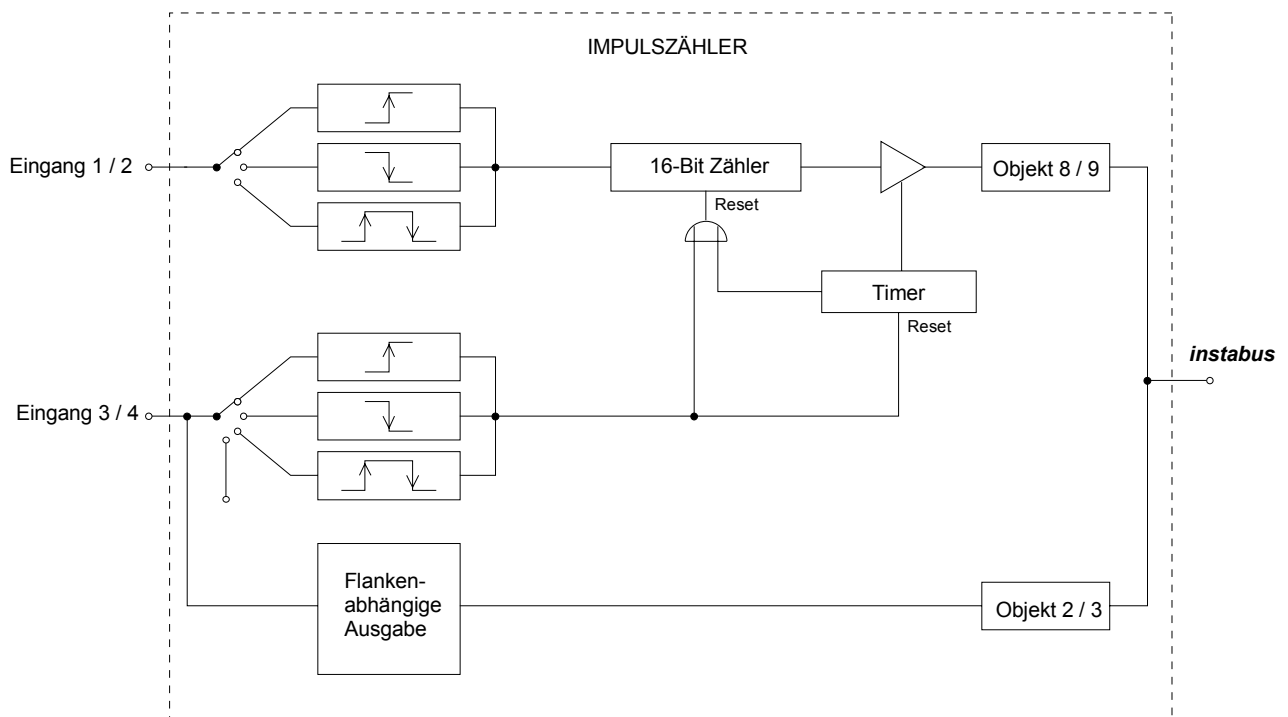 IMPULSZÄHLER
Eingang 1 / 2
16-Bit Zähler
Objekt 8 / 9
Reset
Timer
Reset
instabus
Eingang 3 / 4
Flanken-
abhängige
Ausgabe
Objekt 2 / 3